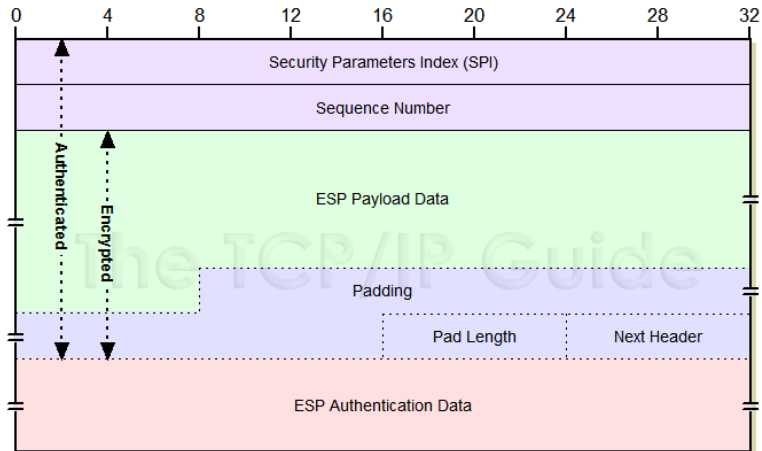 0 4 8 12 16 20 24 28 32
Security Parameters Index (SPI)
Sequence Number
Authenticated
Encrypted
ESP Payload Data
The TCP/IP Guide
Padding
Pad Length
Next Header
ESP Authentication Data